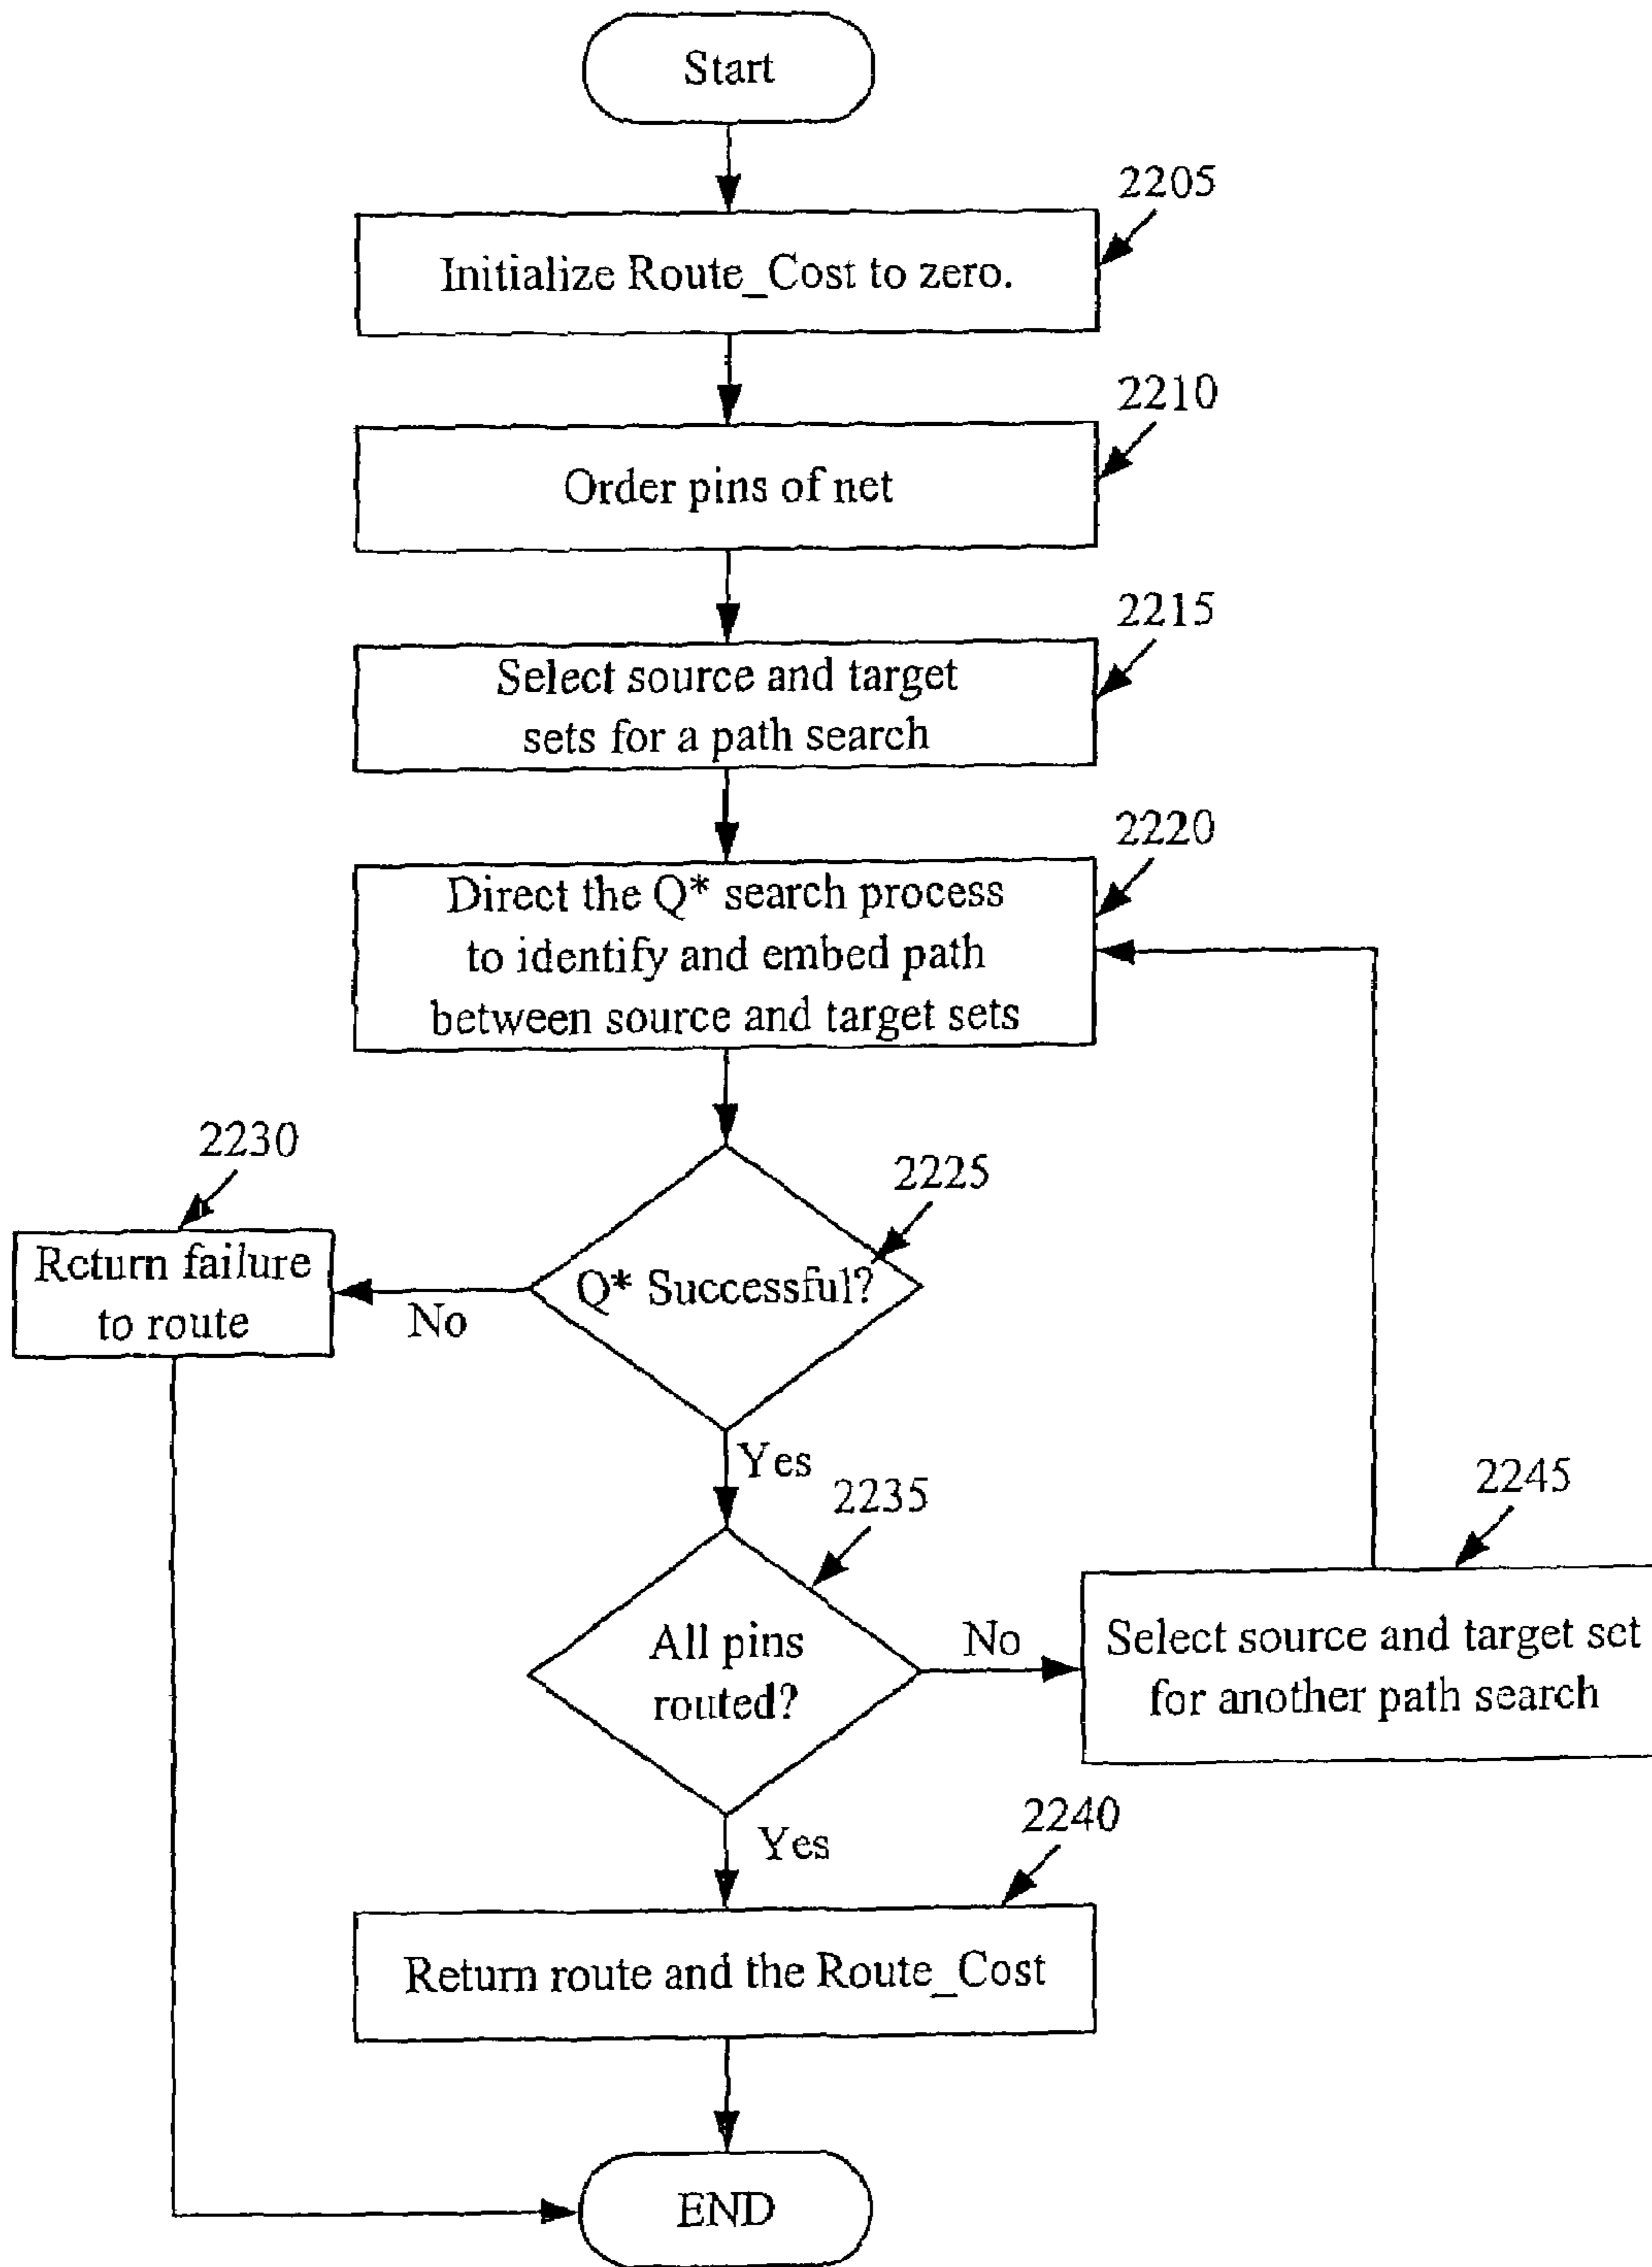 Start
2205
Initialize Route_Cost to zero.
2210
Order pins of net
2215
Select source and target
sets for a path search
2220
Direct the Q* search process
to identify and embed path
between source and target sets
2230
2225
Return failure
to route
No
Q* Successful?
Yes
2235
2245
All pins
routed?
No
Select source and target set
for another path search
Yes
2240
Return route and the Route_Cost
END